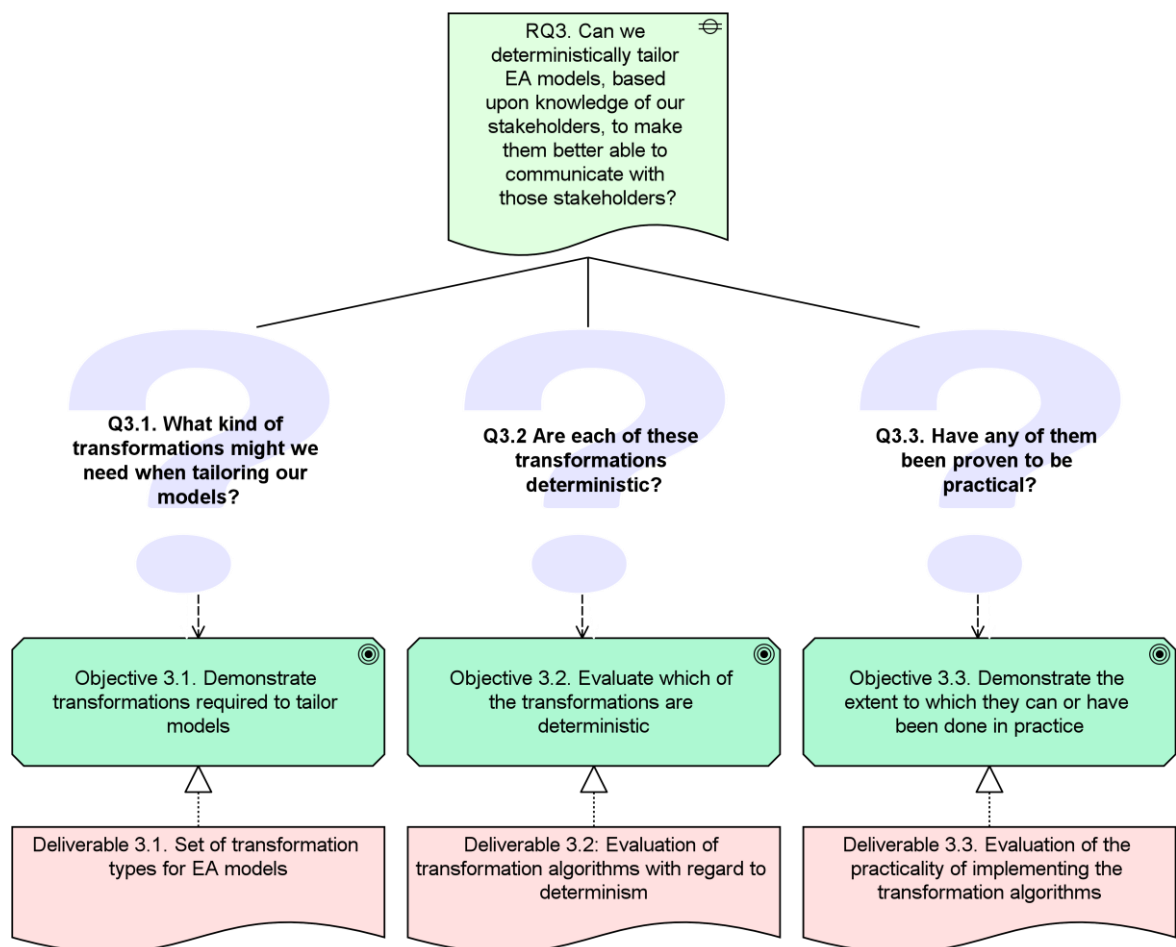 RQ3. Can we
deterministically tailor
EA models, based
upon knowledge of our
stakeholders, to make
them better able to
communicate with
those stakeholders?
Q3.1. What kind of
transformations might we
need when tailoring our
models?
Q3.2 Are each of these
transformations
deterministic?
Q3.3. Have any of them
been proven to be
practical?
Objective 3.1. Demonstrate
transformations required to tailor
models
Objective 3.2. Evaluate which of
the transformations are
deterministic
Objective 3.3. Demonstrate the
extent to which they can or have
been done in practice
Deliverable 3.1. Set of transformation
types for EA models
Deliverable 3.2: Evaluation of
transformation algorithms with regard to
determinism
Deliverable 3.3. Evaluation of the
practicality of implementing the
transformation algorithms